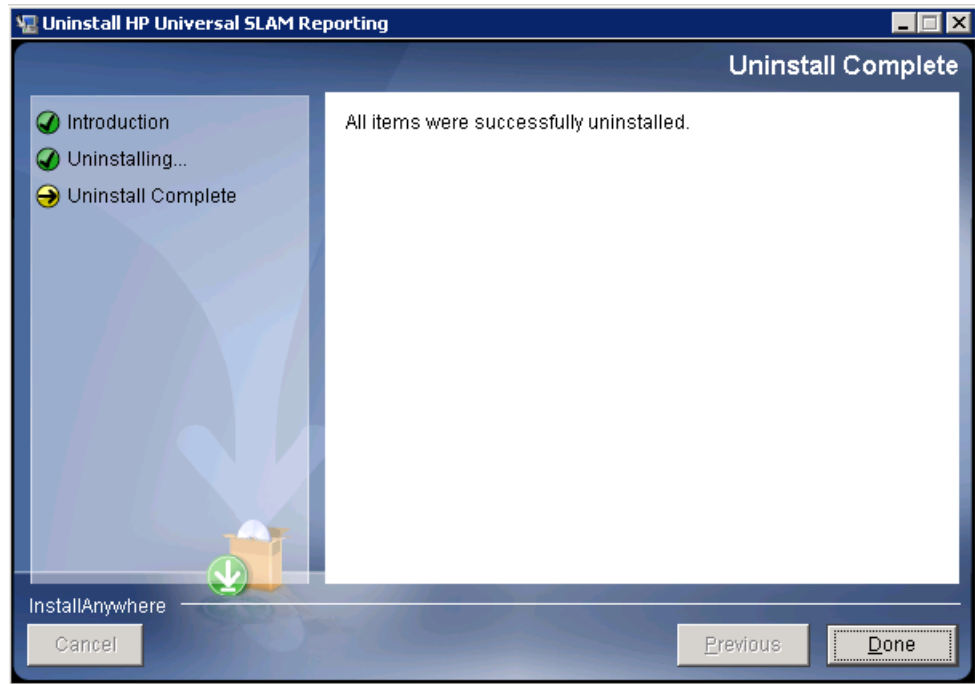 Uninstall HP Universal SLAM Reporting
Uninstall Complete
Introduction
Uninstalling...
Uninstall Complete
All items were successfully uninstalled.
InstallAnywhere
Cancel
Previous
Done